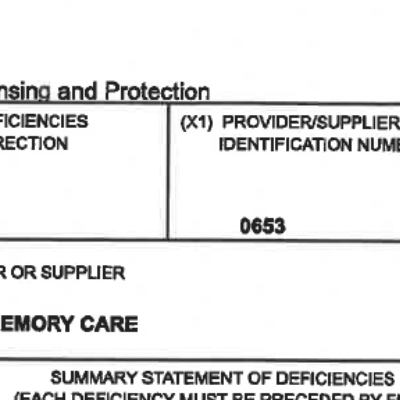 nsing and Protection
FICIENCIES
RECTION
(X1) PROVIDER/SUPPLIER
IDENTIFICATION NUME
0653
R OR SUPPLIER
EMORY CARE
SUMMARY STATEMENT OF DEFICIENCIES
(EACH DEFICIENCY MUST BE PRECEDED BY F